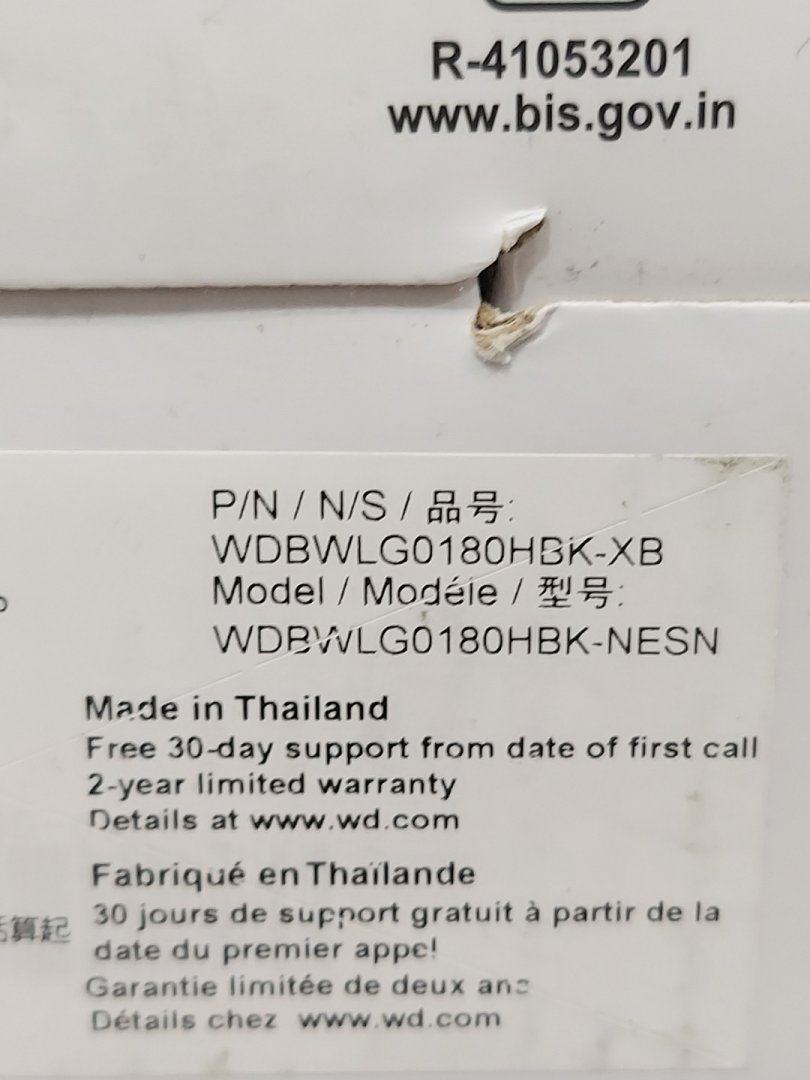 R-41053201
www.bis.gov.in
P/N / N/S / 品号:
WDBWLG0180HBK-XB
Model / Modéie / 型号:
WDBWLG0180HBK-NESN
Made in Thailand
Free 30-day support from date of first call
2-year limited warranty
Details at www.wd.com
Fabriqué en Thaïlande
30 jours de support gratuit à partir de la
算起
date du premier appel
Garantie limitée de deux ans
Détails chez www.wd.com